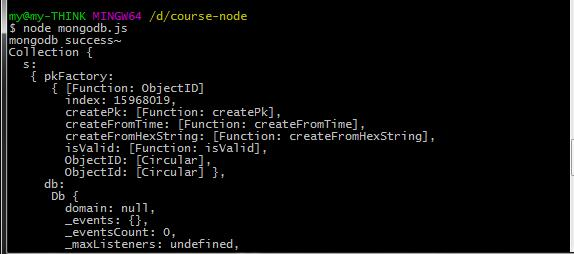 my@my-THINK MINGW64 /d/course-node
$ node mongodb.js
mongodb success~
Collection {
s:
{ pkFactory:
{ [Function: ObjectID]
index: 15968019,
createPk: [Function: createPk],
createFromTime: [Function: createFromTime],
createFromHexString: [Function: createFromHexString],
isValid: [Function: isValid],
ObjectID: [Circular],
ObjectId: [Circular] },
db:
Db {
domain: null,
_events: {},
_eventsCount: 0,
_maxListeners: undefined,